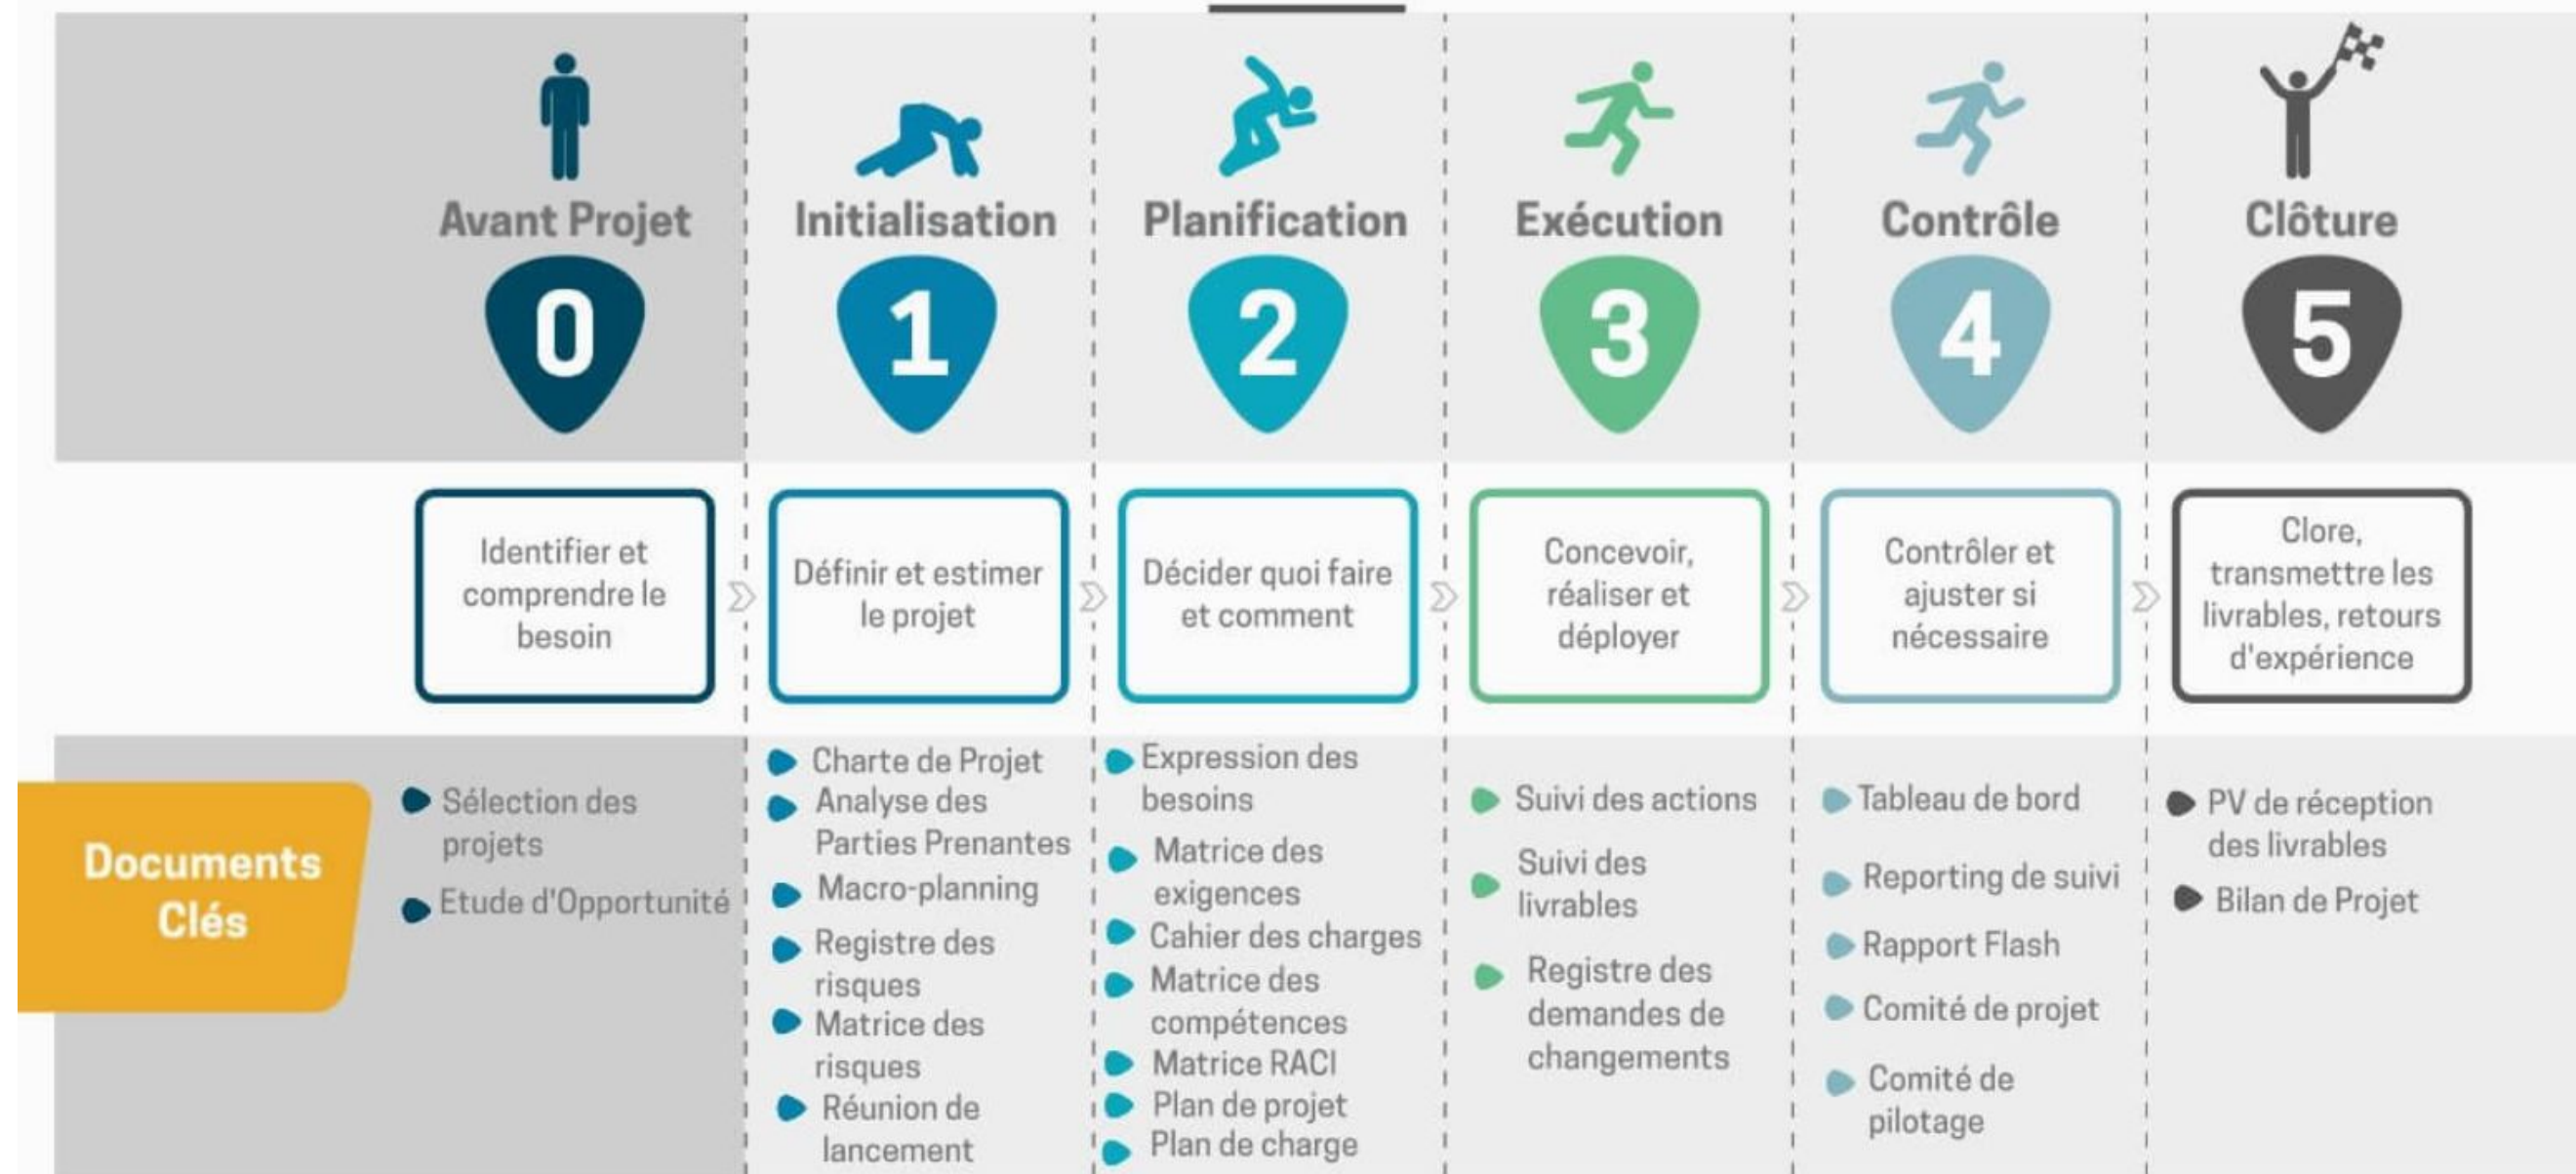 Avant Projet
Initialisation
Planification
Exécution
Contrôle
Clôture
0
1
2
3
4
5
Identifier et
comprendre le
besoin
Définir et estimer
le projet
Décider quoi faire
et comment
Concevoir,
réaliser et
déployer
Contrôler et
ajuster si
nécessaire
Clore,
transmettre les
livrables, retours
d'expérience
Documents
Clés
Sélection des
projets
Etude d'Opportunité
Charte de Projet
Analyse des
Parties Prenantes
Macro-planning
Registre des
risques
Matrice des
risques
Réunion de
lancement
Expression des
besoins
Matrice des
exigences
Cahier des charges
Matrice des
compétences
Matrice RACI
Plan de projet
Plan de charge
Suivi des actions
Suivi des
livrables
Registre des
demandes de
changements
Tableau de bord
Reporting de suivi
Rapport Flash
Comité de projet
Comité de
pilotage
PV de réception
des livrables
Bilan de Projet